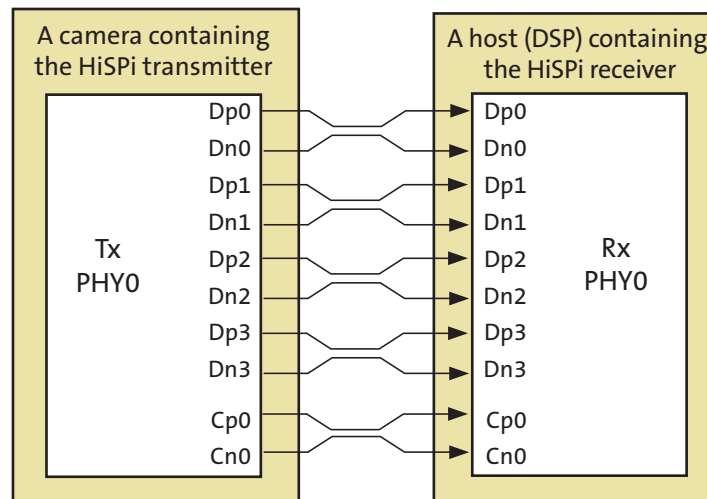 A camera containing
the HiSPi transmitter
Dp0
Dn0
Dp1
Dn1
Dp2
Dn2
Dp3
Dn3
Cp0
Cn0
Tx
PHY0
A host (DSP) containing
the HiSPi receiver
Dp0
Dn0
Dp1
Dn1
Dp2
Dn2
Dp3
Dn3
Cp0
Cn0
Rx
PHY0